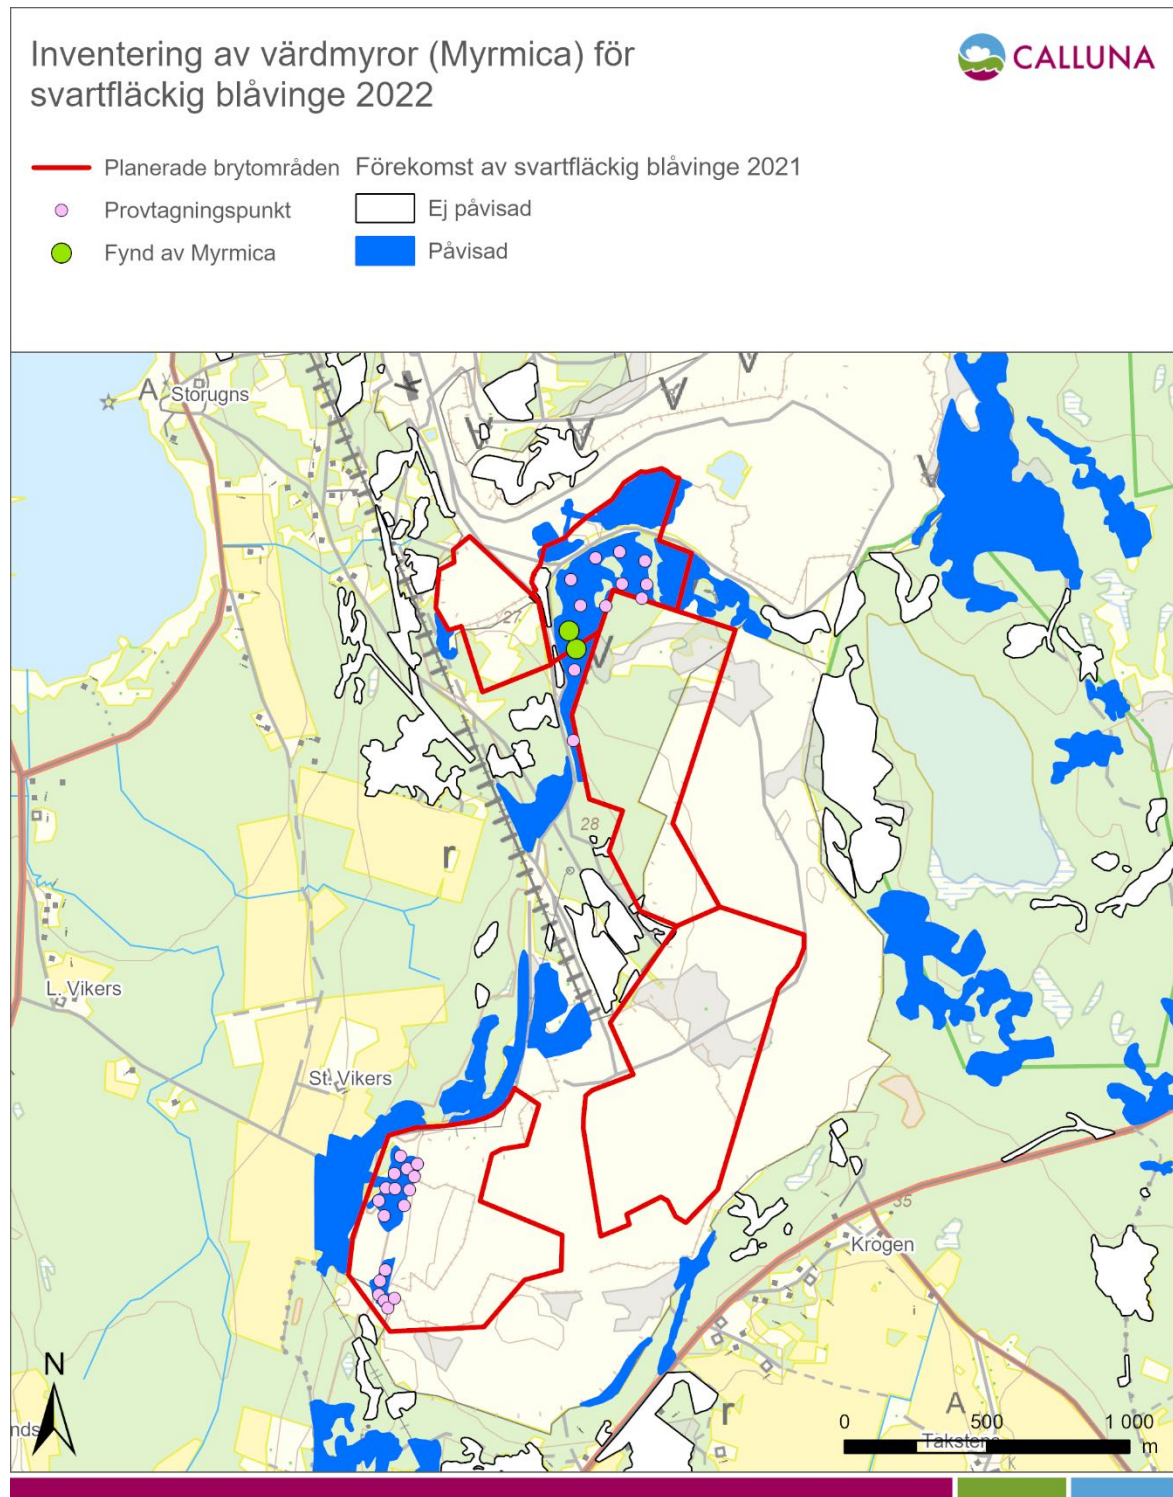 Inventering av värdmyror (Myrmica) för
svartfläckig blåvinge 2022
CALLUNA
Planerade brytområden
Förekomst av svartfläckig blåvinge 2021
Provtagningspunkt
Ej påvisad
Fynd av Myrmica
Påvisad
A
Storugns
27
28
r
L. Vikers
St. Vikers
35
Krogen
N
A
r
Takstens
nds
0 500 1 000
m